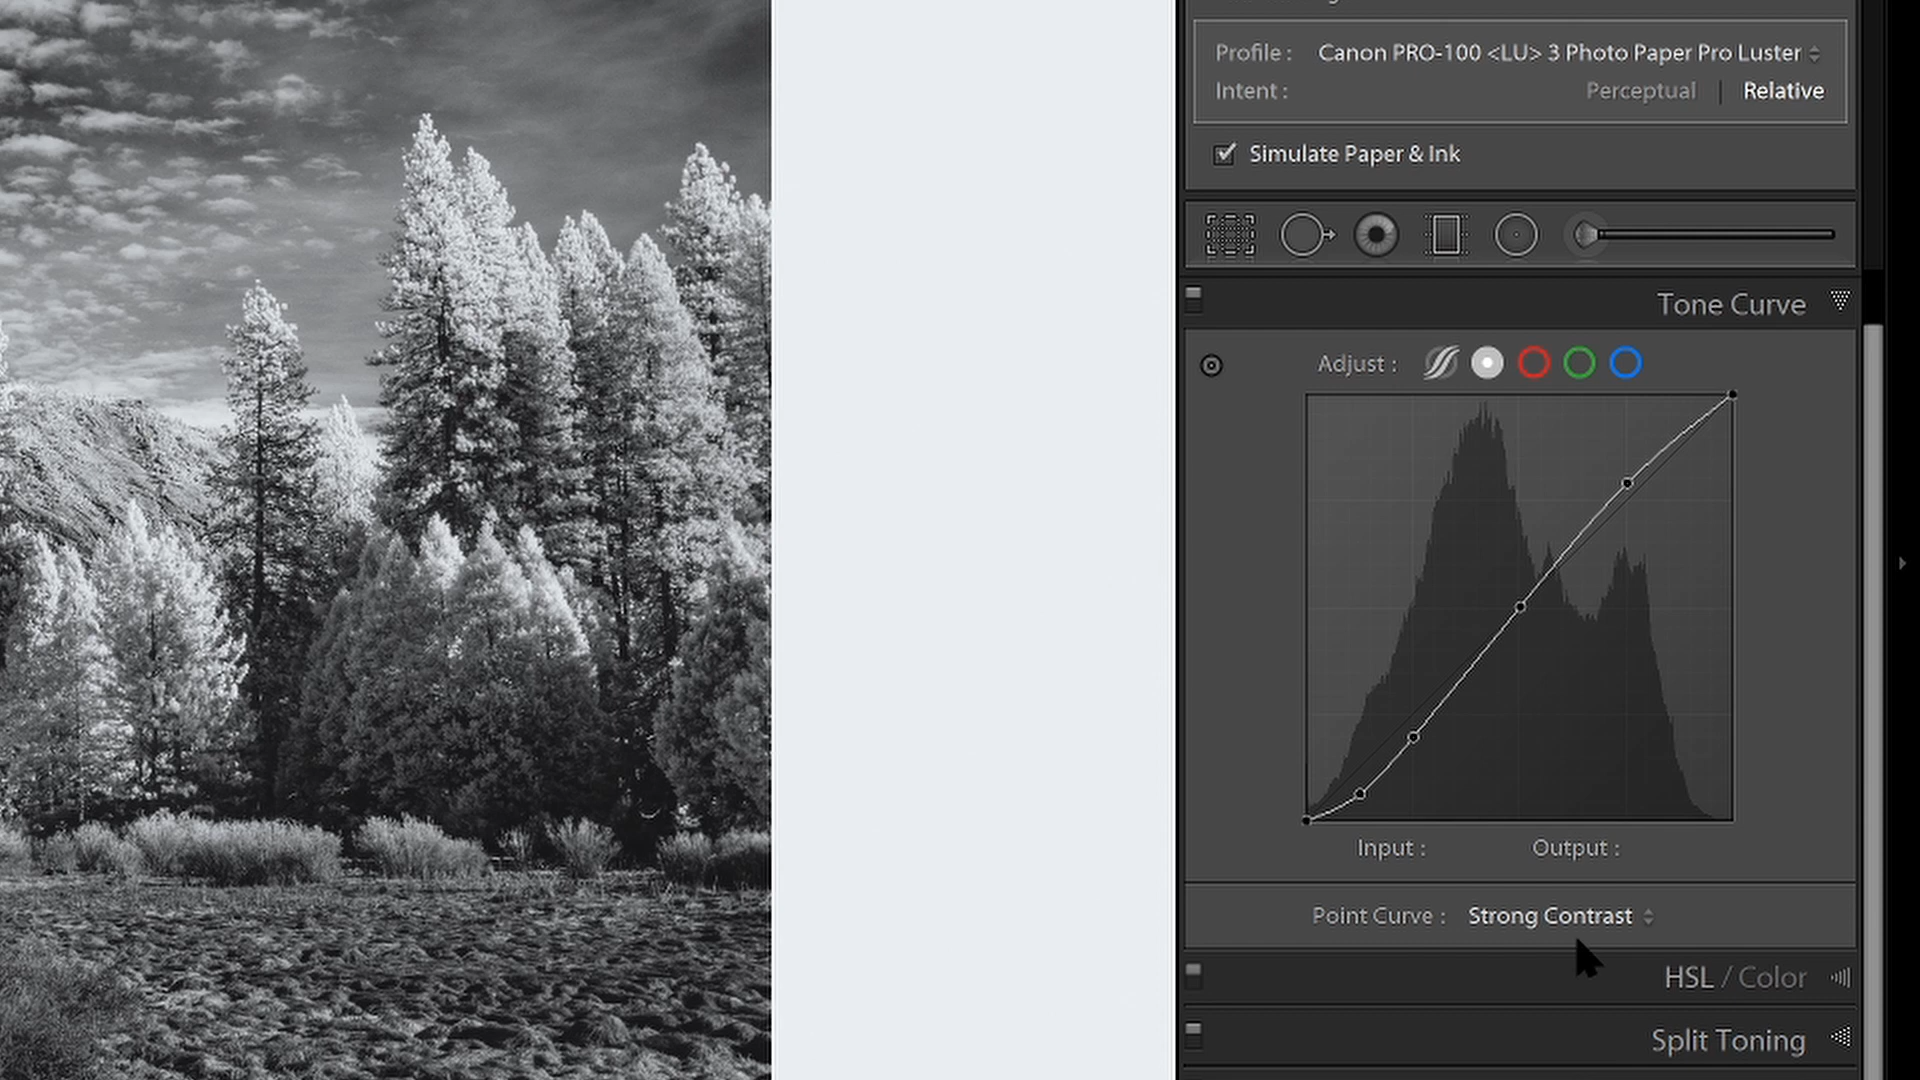 Profile : Canon PRO-100 <LU> 3 Photo Paper Pro Luster
Intent : Perceptual | Relative
Simulate Paper & Ink
Tone Curve
Adjust :
Input : Output :
Point Curve : Strong Contrast
HSL / Color
Split Toning